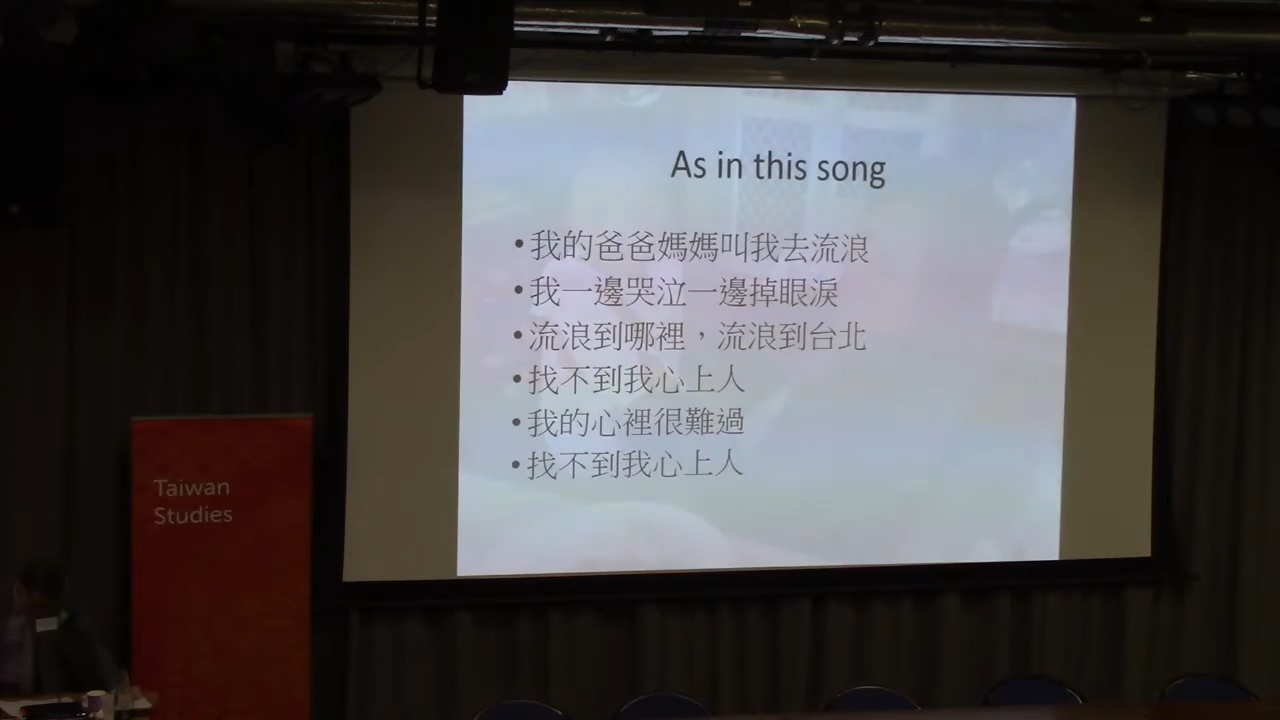 As in this song
•我的爸爸媽媽叫我去流浪
•我一邊哭泣一邊掉眼淚
•流浪到哪裡，流浪到台北
•找不到我心上人
•我的心裡很難過
•找不到我心上人
Taiwan
Studies